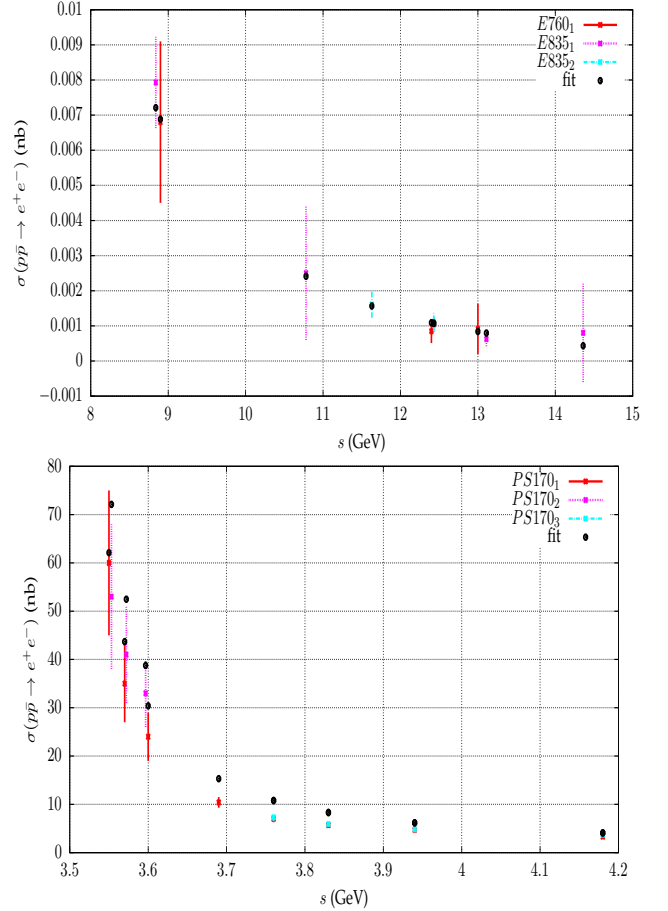 0.01
0.009
0.008
0.007
0.006
0.005
0.004
0.003
0.002
0.001
0
−0.001
σ(pp̄ → e⁺e⁻) (nb)
E760₁
E835₁
E835₂
fit
8 9 10 11 12 13 14 15
s (GeV)
80
70
60
50
40
30
20
10
0
σ(pp̄ → e⁺e⁻) (nb)
PS170₁
PS170₂
PS170₃
fit
3.5 3.6 3.7 3.8 3.9 4 4.1 4.2
s (GeV)